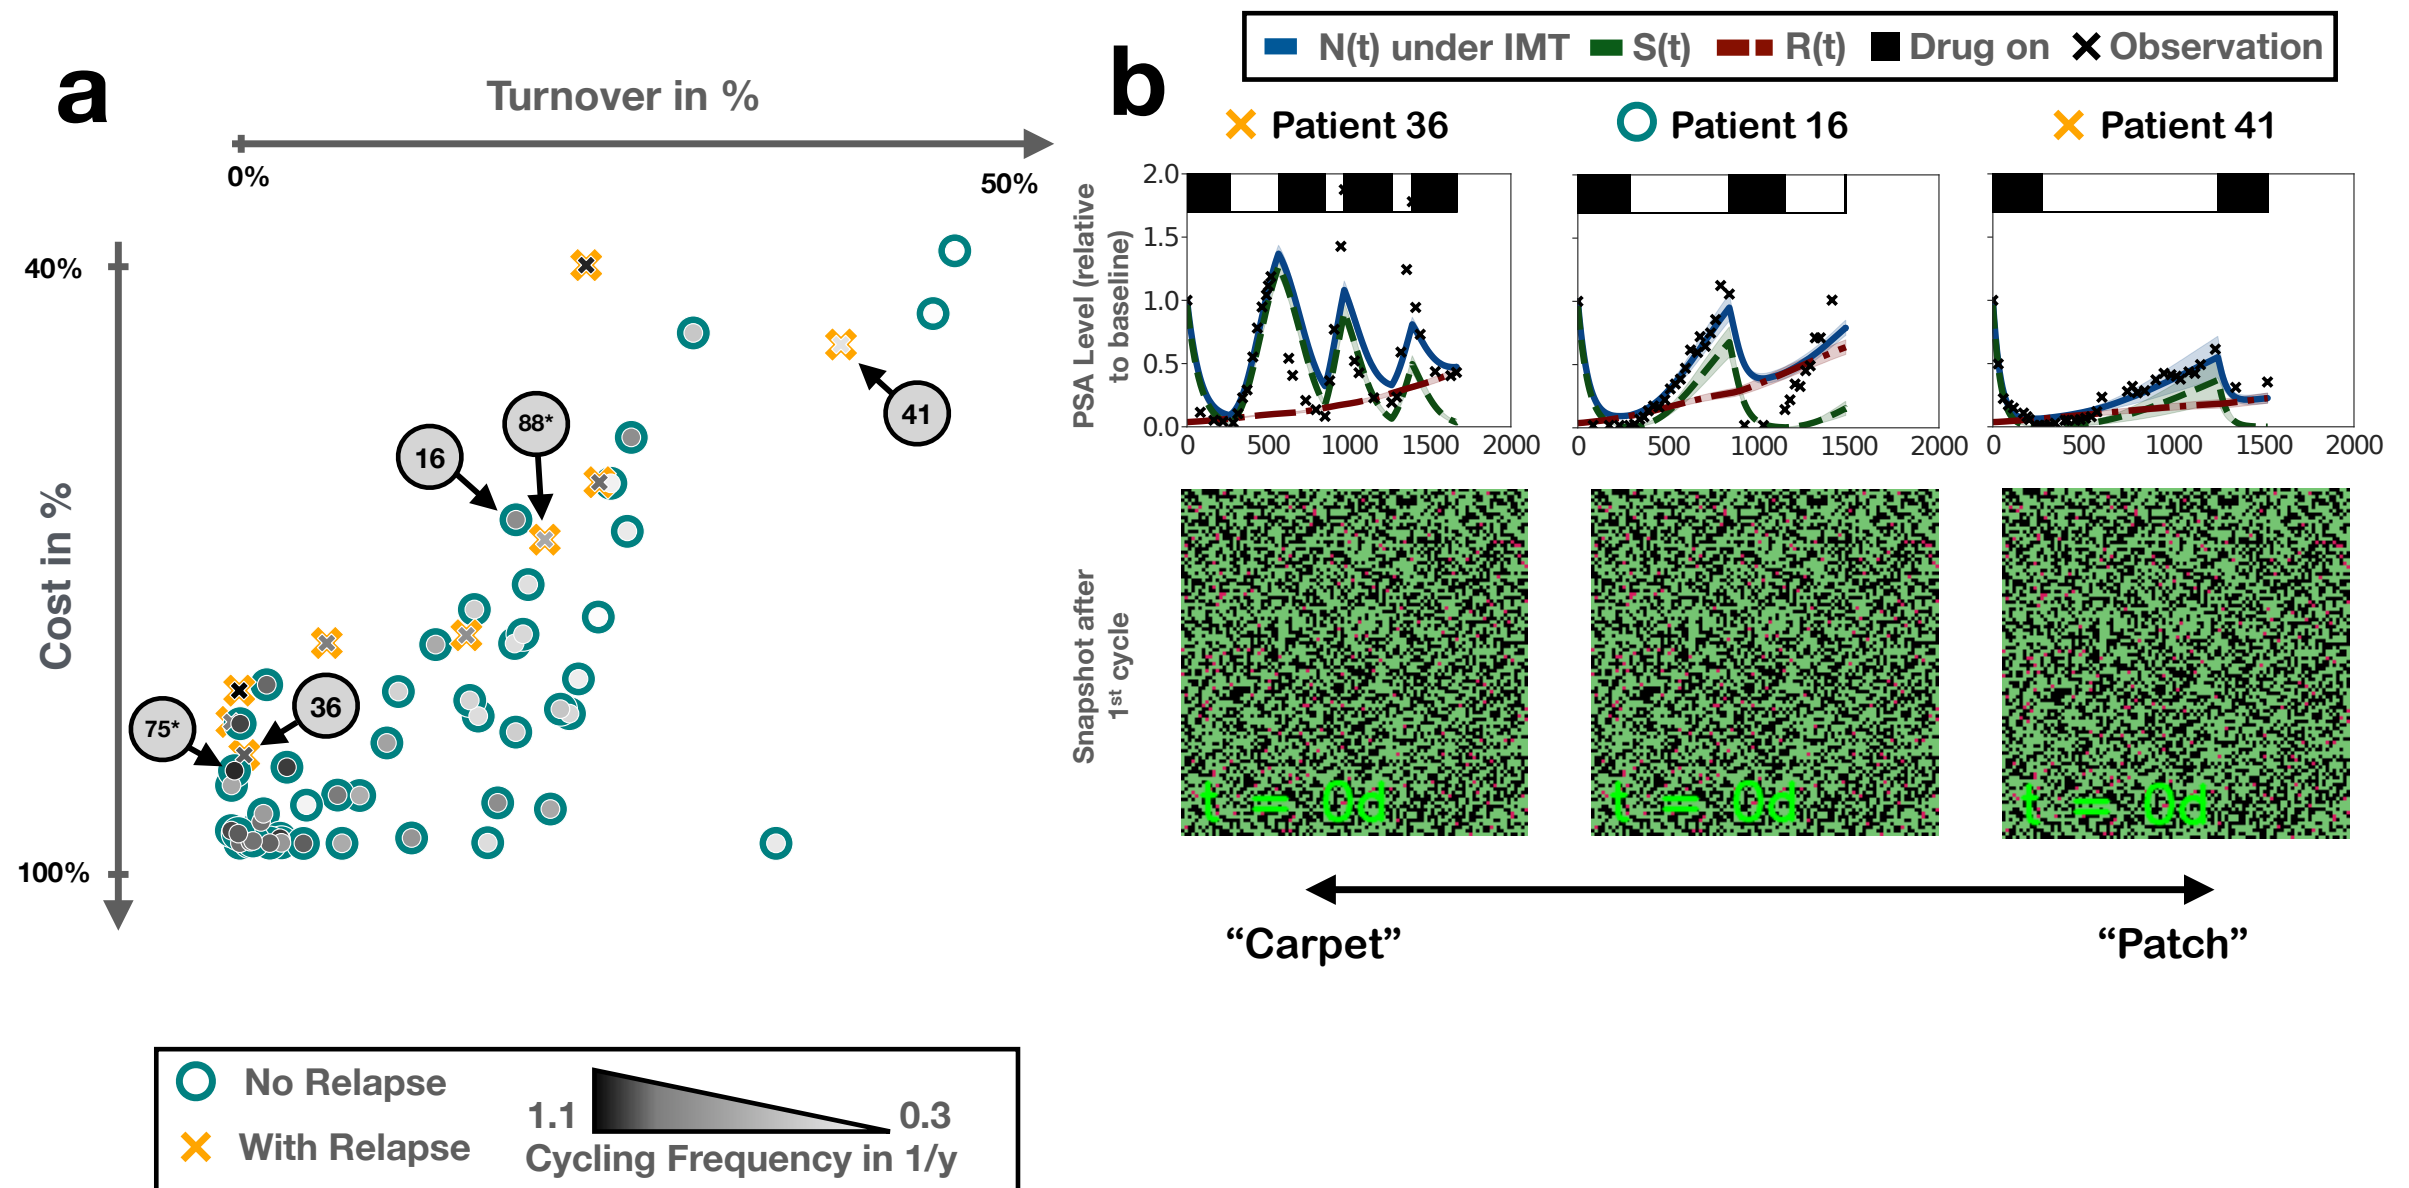 a
Turnover in %
0%
50%
40%
Cost in %
100%
41
88*
16
36
75*
No Relapse
With Relapse
1.1
0.3
Cycling Frequency in 1/y
b
N(t) under IMT
S(t)
R(t)
Drug on
Observation
Patient 36
Patient 16
Patient 41
PSA Level (relative
to baseline)
2.0
1.5
1.0
0.5
0.0
0 500 1000 1500 2000
0 500 1000 1500 2000
0 500 1000 1500 2000
Snapshot after
1st cycle
t = 0d
t = 0d
t = 0d
“Carpet”
“Patch”